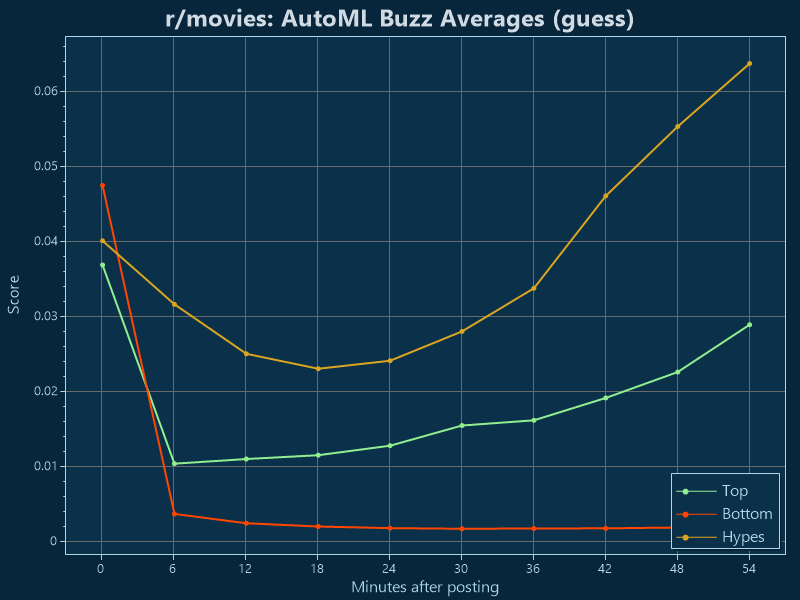 r/movies: AutoML Buzz Averages (guess)
0.06
0.05
0.04
0.03
0.02
0.01
0
Score
Top
Bottom
Hypes
0 6 12 18 24 30 36 42 48 54
Minutes after posting